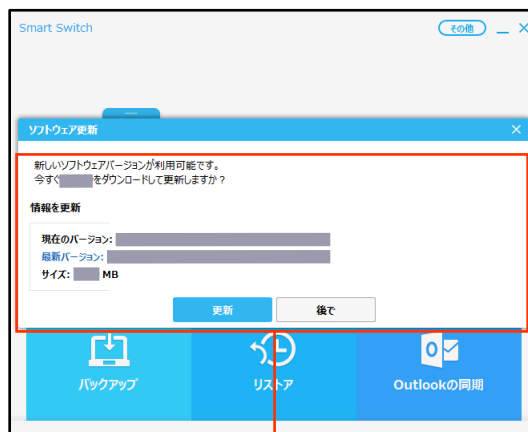 Smart Switch
その他
ソフトウェア更新
新しいソフトウェアバージョンが利用可能です。
今すぐをダウンロードして更新しますか？
情報を更新
現在のバージョン:
最新バージョン:
サイズ: MB
更新
後で
バックアップ
リストア
Outlookの同期